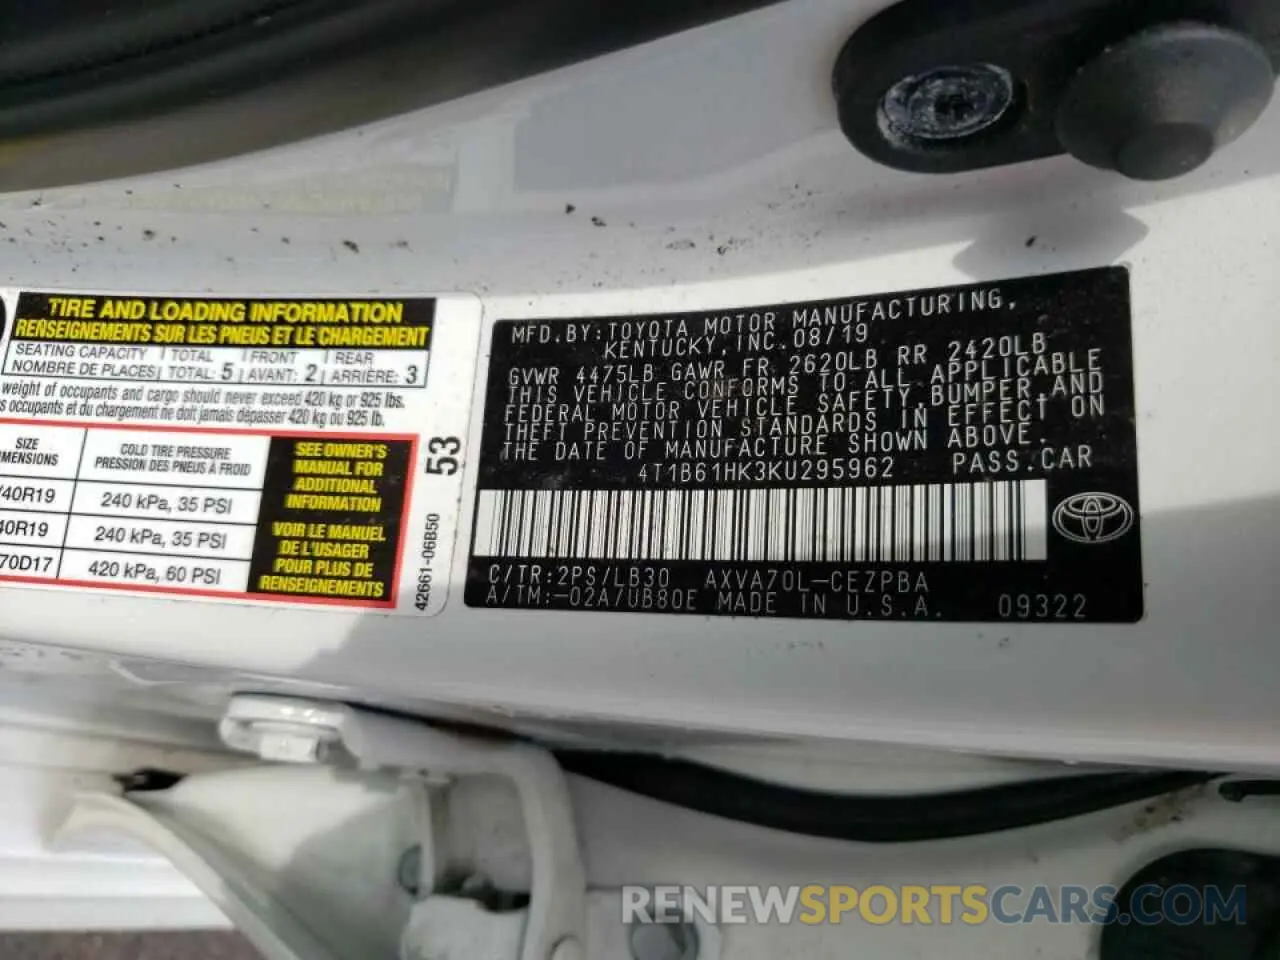 TIRE AND LOADING INFORMATION
RENSEIGNEMENTS SUR LES PNEUS ET LE CHARGEMENT
SEATING CAPACITY | TOTAL | FRONT | REAR
NOMBRE DE PLACES | TOTAL: 5 | AVANT: 2 | ARRIÈRE: 3
weight of occupants and cargo should never exceed 420 kg or 925 lbs.
occupants et du chargement ne doit jamais dépasser 420 kg ou 925 lb.
SIZE
COLD TIRE PRESSURE
PRESSION DES PNEUS À FROID
40R19 240 kPa, 35 PSI
40R19 240 kPa, 35 PSI
70D17 420 kPa, 60 PSI
SEE OWNER'S
MANUAL FOR
ADDITIONAL
INFORMATION
VOIR LE MANUEL
DE L'USAGER
POUR PLUS DE
RENSEIGNEMENTS
53
42661-06B50
MFD.BY:TOYOTA MOTOR MANUFACTURING,
KENTUCKY,INC.08/19
GVWR 4475LB GAWR FR 2620LB RR 2420LB
THIS VEHICLE CONFORMS TO ALL APPLICABLE
FEDERAL MOTOR VEHICLE SAFETY,BUMPER,AND
THEFT PREVENTION STANDARDS IN EFFECT ON
THE DATE OF MANUFACTURE SHOWN ABOVE.
4T1B61HK3KU295962 PASS.CAR
C/TR:2PS/LB30 AXVA70L-CEZPBA
A/TM:-02A/UB80E MADE IN U.S.A. 09322
RENEWSPORTSCARS.COM